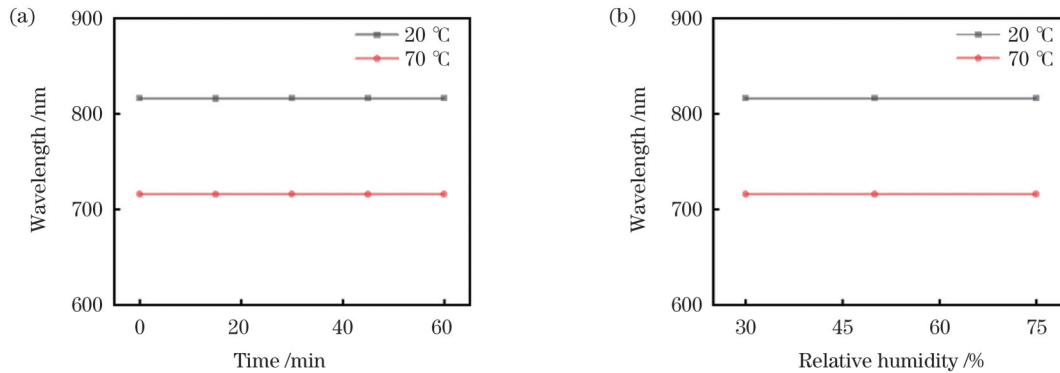 (a)
900
800
700
600
Wavelength /nm
20 ℃
70 ℃
0 20 40 60
Time /min
(b)
900
800
700
600
Wavelength /nm
20 ℃
70 ℃
30 45 60 75
Relative humidity /%